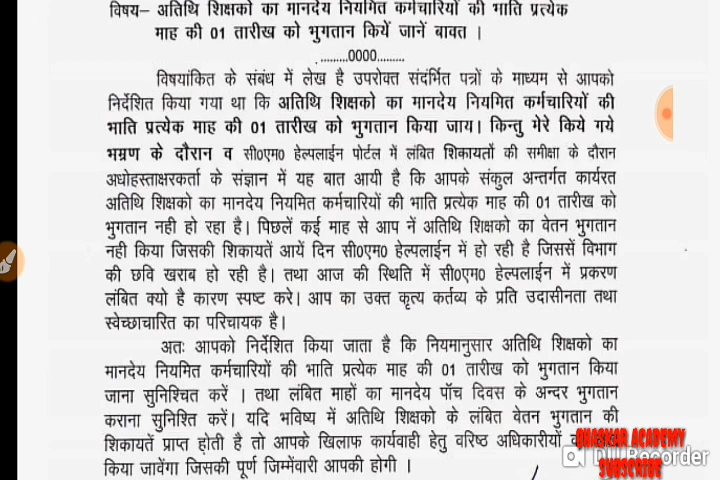 विषय– अतिथि शिक्षको का मानदेय नियमित कर्मचारियों की भाति प्रत्येक
माह की 01 तारीख को भुगतान कियें जानें बावत ।
.........0000.........
विषयांकित के संबंध में लेख है उपरोक्त संदर्भित पत्रों के माध्यम से आपको
निर्देशित किया गया था कि अतिथि शिक्षको का मानदेय नियमित कर्मचारियों की
भाति प्रत्येक माह की 01 तारीख को भुगतान किया जाय। किन्तु मेरे किये गये
भम्रण के दौरान व सी0एम0 हेल्पलाईन पोर्टल में लंबित शिकायतों की समीक्षा के दौरान
अधोहस्ताक्षरकर्ता के संज्ञान में यह बात आयी है कि आपके संकुल अन्तर्गत कार्यरत
अतिथि शिक्षको का मानदेय नियमित कर्मचारियों की भाति प्रत्येक माह की 01 तारीख को
भुगतान नही हो रहा है। पिछलें कई माह से आप नें अतिथि शिक्षको का वेतन भुगतान
नही किया जिसकी शिकायतें आयें दिन सी0एम0 हेल्पलाईन में हो रही है जिससें विभाग
की छवि खराब हो रही है। तथा आज की स्थिति में सी0एम0 हेल्पलाईन में प्रकरण
लंबित क्यो है कारण स्पष्ट करे। आप का उक्त कृत्य कर्तव्य के प्रति उदासीनता तथा
स्वेच्छाचारित का परिचायक है।
अतः आपको निर्देशित किया जाता है कि नियमानुसार अतिथि शिक्षको का
मानदेय नियमित कर्मचारियों की भाति प्रत्येक माह की 01 तारीख को भुगतान किया
जाना सुनिश्चित करें । तथा लंबित माहों का मानदेय पॉच दिवस के अन्दर भुगतान
कराना सुनिश्ति करें। यदि भविष्य में अतिथि शिक्षको के लंबित वेतन भुगतान की
शिकायतें प्राप्त होती है तो आपके खिलाफ कार्यवाही हेतु वरिष्ठ अधिकारीयों
किया जावेंगा जिसकी पूर्ण जिम्मेंवारी आपकी होगी ।
BHASKAR ACADEMY
DU Recorder
SUBSCRIBE